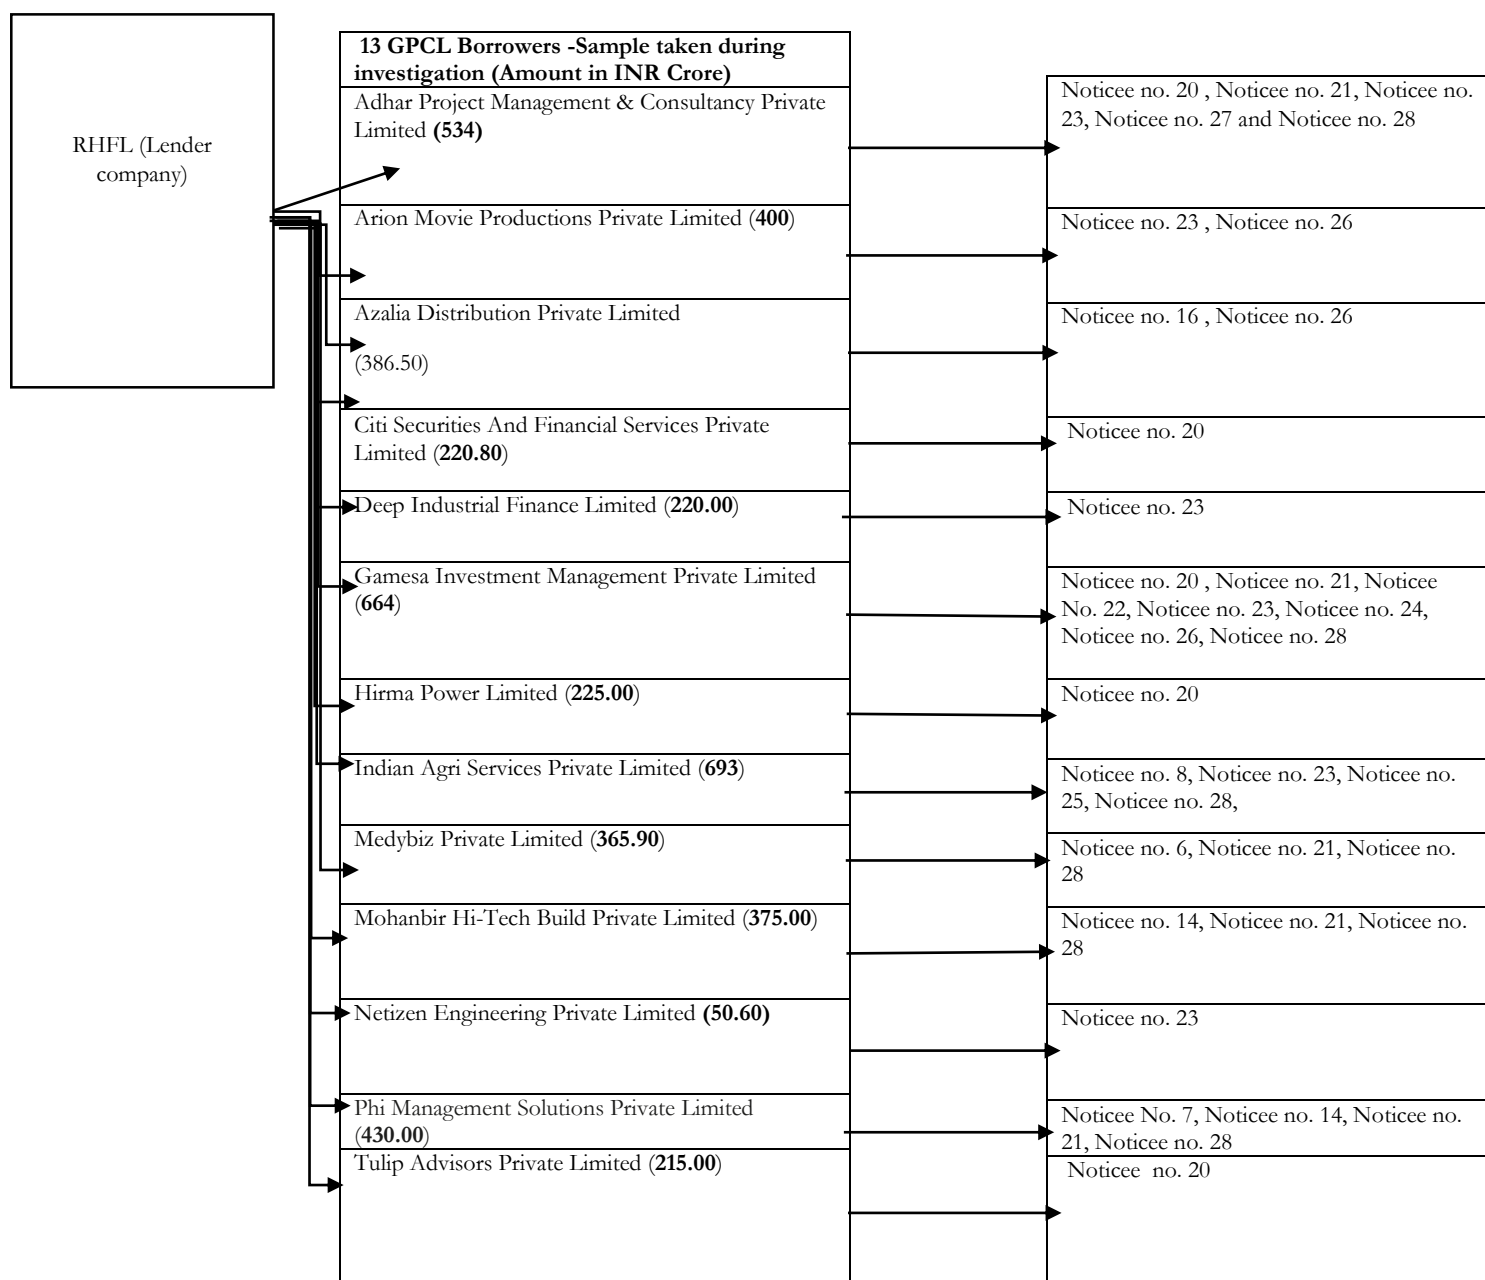 RHFL (Lender
company)
13 GPCL Borrowers -Sample taken during
investigation (Amount in INR Crore)
Adhar Project Management & Consultancy Private
Limited (534)
Noticee no. 20 , Noticee no. 21, Noticee no.
23, Noticee no. 27 and Noticee no. 28
Arion Movie Productions Private Limited (400)
Noticee no. 23 , Noticee no. 26
Azalia Distribution Private Limited
(386.50)
Noticee no. 16 , Noticee no. 26
Citi Securities And Financial Services Private
Limited (220.80)
Noticee no. 20
Deep Industrial Finance Limited (220.00)
Noticee no. 23
Gamesa Investment Management Private Limited
(664)
Noticee no. 20 , Noticee no. 21, Noticee
No. 22, Noticee no. 23, Noticee no. 24,
Noticee no. 26, Noticee no. 28
Hirma Power Limited (225.00)
Noticee no. 20
Indian Agri Services Private Limited (693)
Noticee no. 8, Noticee no. 23, Noticee no.
25, Noticee no. 28,
Medybiz Private Limited (365.90)
Noticee no. 6, Noticee no. 21, Noticee no.
28
Mohanbir Hi-Tech Build Private Limited (375.00)
Noticee no. 14, Noticee no. 21, Noticee no.
28
Netizen Engineering Private Limited (50.60)
Noticee no. 23
Phi Management Solutions Private Limited
(430.00)
Noticee No. 7, Noticee no. 14, Noticee no.
21, Noticee no. 28
Tulip Advisors Private Limited (215.00)
Noticee no. 20